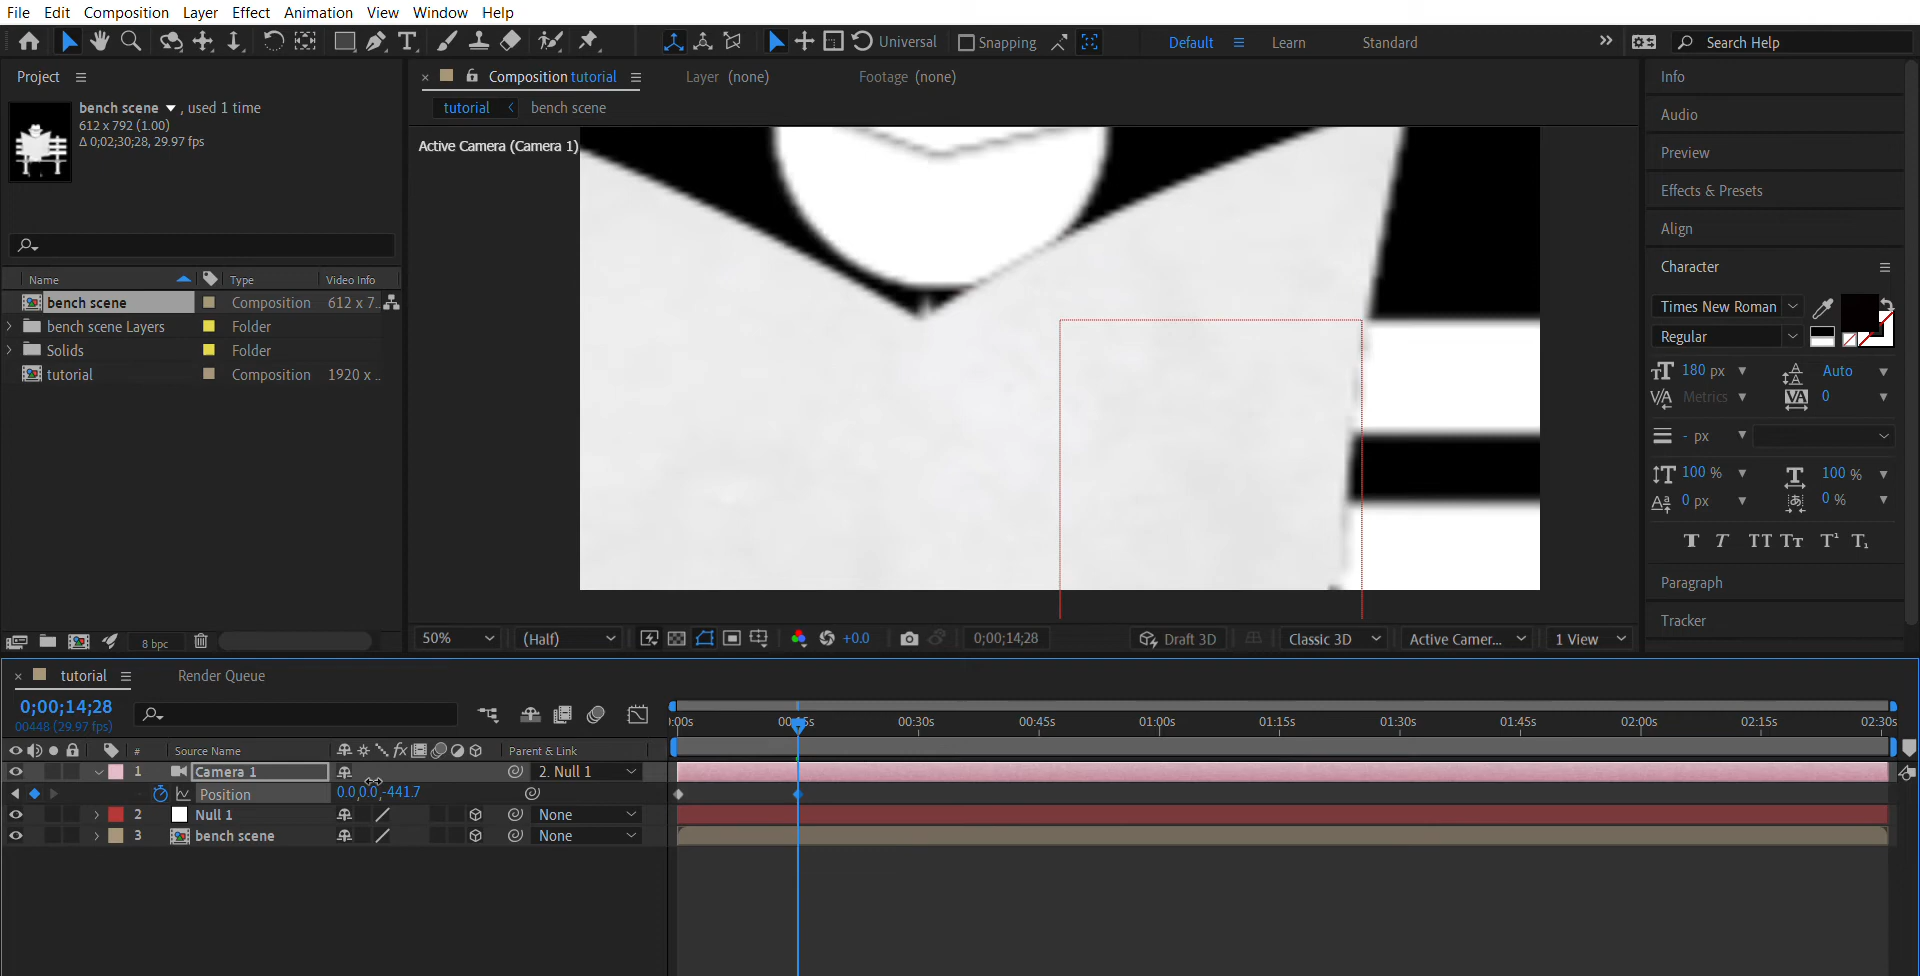 File Edit Composition Layer Effect Animation View Window Help
Universal Snapping Default Learn Standard Search Help
Project
bench scene , used 1 time
612 x 792 (1.00)
Δ 0;02;30;28, 29.97 fps
Name Type Video Info
bench scene Composition 612 x 7..
bench scene Layers Folder
Solids Folder
tutorial Composition 1920 x ..
8 bpc
Composition tutorial Layer (none) Footage (none)
tutorial bench scene
Active Camera (Camera 1)
50% (Half) +0.0 0;00;14;28 Draft 3D Classic 3D Active Camer... 1 View
Info
Audio
Preview
Effects & Presets
Align
Character
Times New Roman
Regular
180 px Auto
Metrics 0
- px
100 % 100 %
0 px 0 %
T T TT Tт T¹ T₁
Paragraph
Tracker
tutorial Render Queue
0;00;14;28
00448 (29.97 fps)
:00s 00:15s 00:30s 00:45s 01:00s 01:15s 01:30s 01:45s 02:00s 02:15s 02:30s
# Source Name Parent & Link
1 Camera 1 2. Null 1
Position 0.0,0.0,-441.7
2 Null 1 None
3 bench scene None